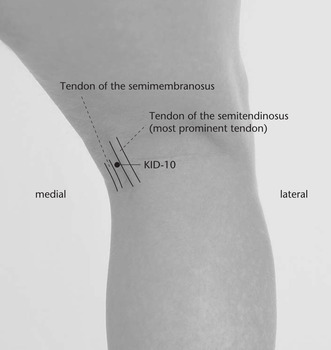 Tendon of the semimembranosus
Tendon of the semitendinosus
(most prominent tendon)
KID-10
medial
lateral